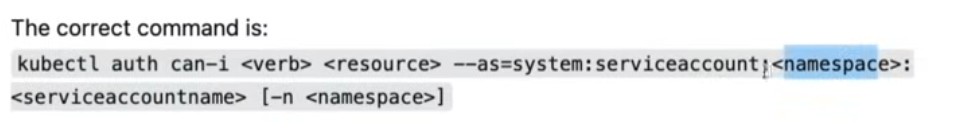 The correct command is:
kubectl auth can-i <verb> <resource> --as=system:serviceaccount:<namespace>:
<serviceaccountname> [-n <namespace>]